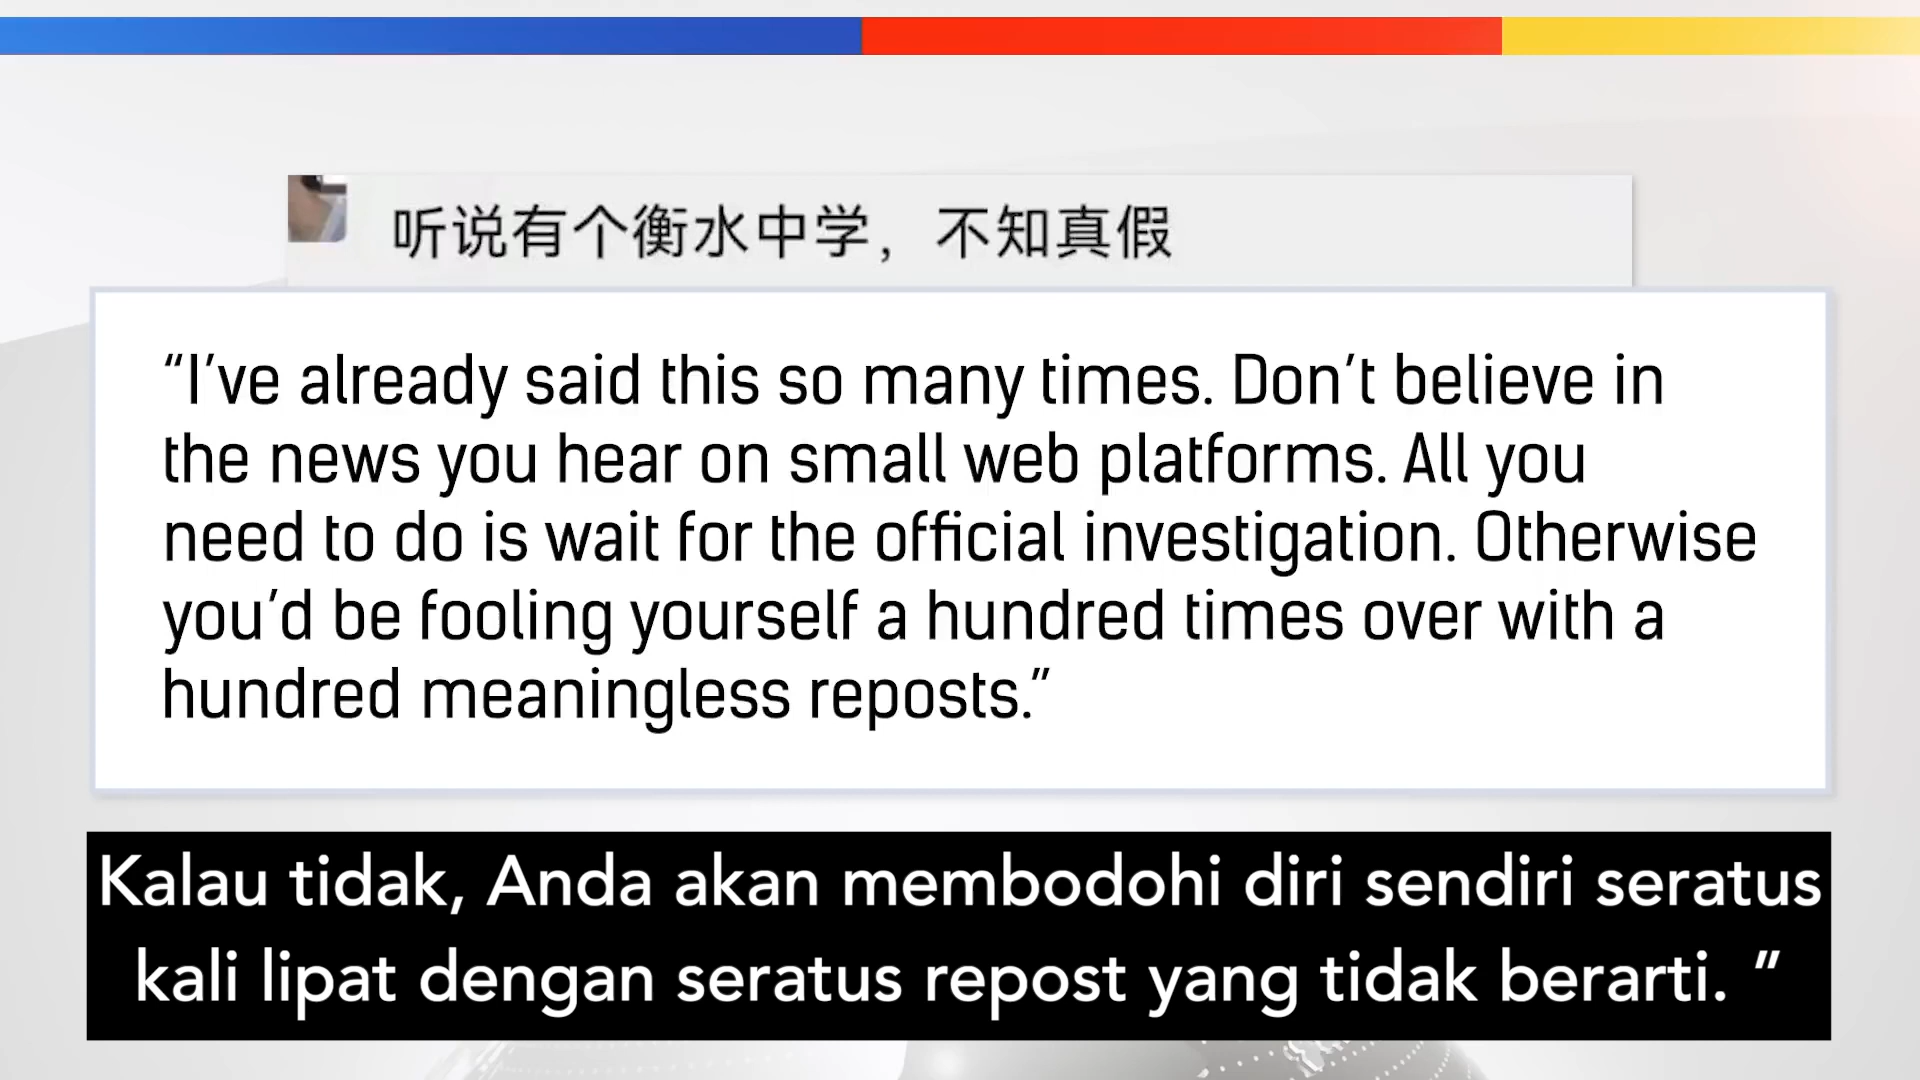 听说有个衡水中学，不知真假
“I’ve already said this so many times. Don’t believe in
the news you hear on small web platforms. All you
need to do is wait for the official investigation. Otherwise
you’d be fooling yourself a hundred times over with a
hundred meaningless reposts.”
Kalau tidak, Anda akan membodohi diri sendiri seratus
kali lipat dengan seratus repost yang tidak berarti. ”